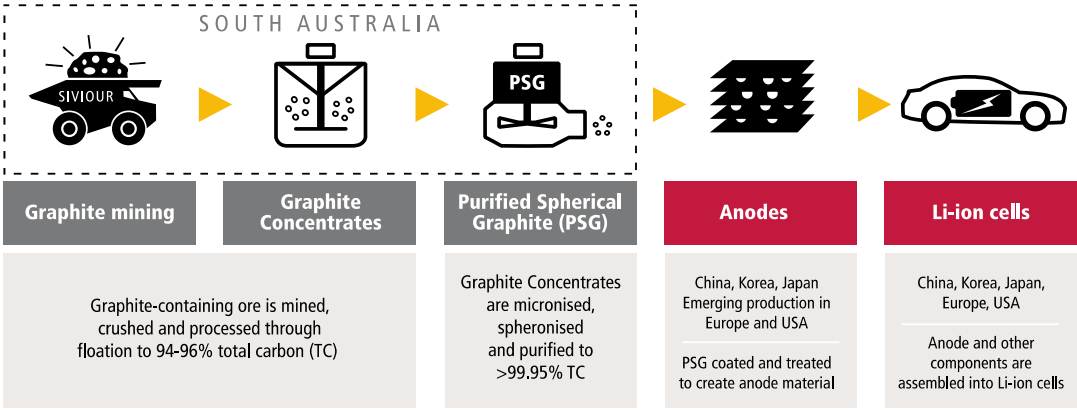 SOUTH AUSTRALIA
SIVIOUR
PSG
Graphite mining
Graphite
Concentrates
Purified Spherical
Graphite (PSG)
Anodes
Li-ion cells
Graphite-containing ore is mined,
crushed and processed through
floation to 94-96% total carbon (TC)
Graphite Concentrates
are micronised,
spheronised
and purified to
>99.95% TC
China, Korea, Japan
Emerging production in
Europe and USA
PSG coated and treated
to create anode material
China, Korea, Japan,
Europe, USA
Anode and other
components are
assembled into Li-ion cells